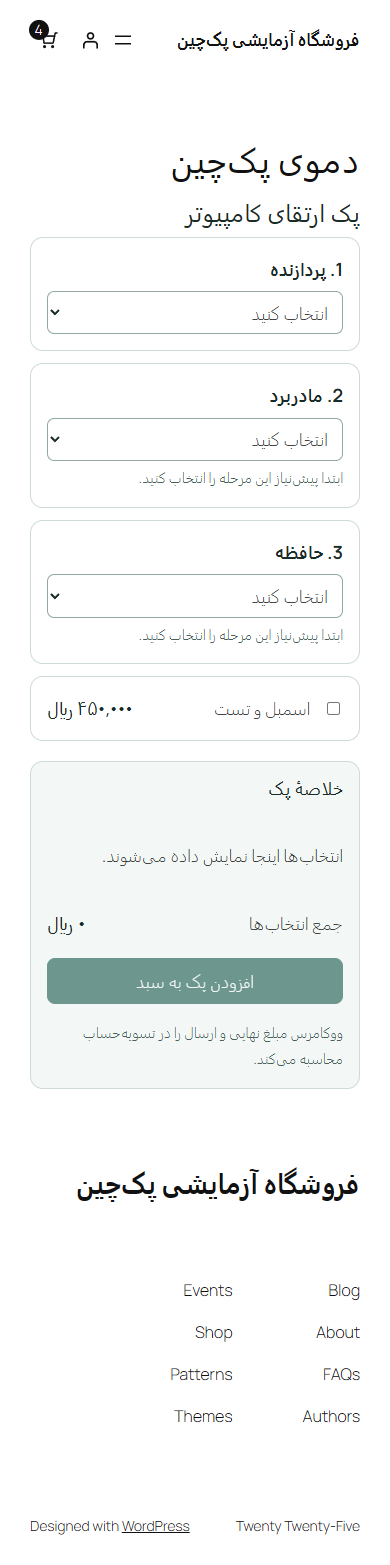 فروشگاه آزمایشی پک‌چین
4
دموی پک‌چین
پک ارتقای کامپیوتر
1. پردازنده
انتخاب کنید
2. مادربرد
انتخاب کنید
ابتدا پیش‌نیاز این مرحله را انتخاب کنید.
3. حافظه
انتخاب کنید
ابتدا پیش‌نیاز این مرحله را انتخاب کنید.
اسمبل و تست ۴۵۰,۰۰۰ ریال
خلاصهٔ پک
انتخاب‌ها اینجا نمایش داده می‌شوند.
جمع انتخاب‌ها ۰ ریال
افزودن پک به سبد
ووکامرس مبلغ نهایی و ارسال را در تسویه‌حساب
محاسبه می‌کند.
فروشگاه آزمایشی پک‌چین
Blog Events
About Shop
FAQs Patterns
Authors Themes
Twenty Twenty-Five Designed with WordPress